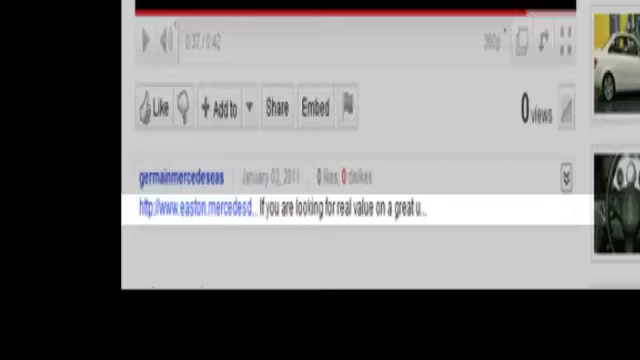 0:37 / 0:42 360p
Like Add to Share Embed 0 views
germainmercedeseas January 03, 2011 0 likes, 0 dislikes
http://www.easton.mercedesd... If you are looking for real value on a great u...